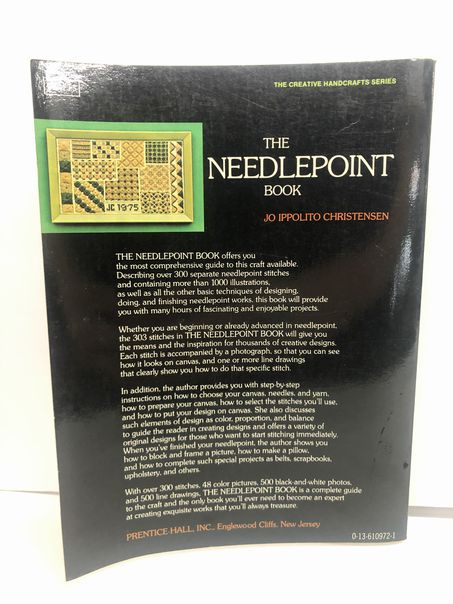 THE CREATIVE HANDCRAFTS SERIES
THE
NEEDLEPOINT
BOOK
JO IPPOLITO CHRISTENSEN
JC 1975
THE NEEDLEPOINT BOOK offers you
the most comprehensive guide to this craft available.
Describing over 300 separate needlepoint stitches
and containing more than 1000 illustrations,
as well as all the other basic techniques of designing,
doing, and finishing needlepoint works, this book will provide
you with many hours of fascinating and enjoyable projects.
Whether you are beginning or already advanced in needlepoint,
the 303 stitches in THE NEEDLEPOINT BOOK will give you
the means and the inspiration for thousands of creative designs.
Each stitch is accompanied by a photograph, so that you can see
how it looks on canvas, and one or more line drawings
that clearly show you how to do that specific stitch.
In addition, the author provides you with step-by-step
instructions on how to choose your canvas, needles, and yarn,
how to prepare your canvas, how to select the stitches you'll use,
and how to put your design on canvas. She also discusses
such elements of design as color, proportion, and balance
to guide the reader in creating designs and offers a variety of
original designs for those who want to start stitching immediately.
When you've finished your needlepoint, the author shows you
how to block and frame a picture, how to make a pillow,
and how to complete such special projects as belts, scrapbooks,
upholstery, and others.
With over 300 stitches, 48 color pictures, 500 black-and-white photos,
and 500 line drawings, THE NEEDLEPOINT BOOK is a complete guide
to the craft and the only book you'll ever need to become an expert
at creating exquisite works that you'll always treasure.
PRENTICE-HALL, INC., Englewood Cliffs, New Jersey
0-13-610972-1